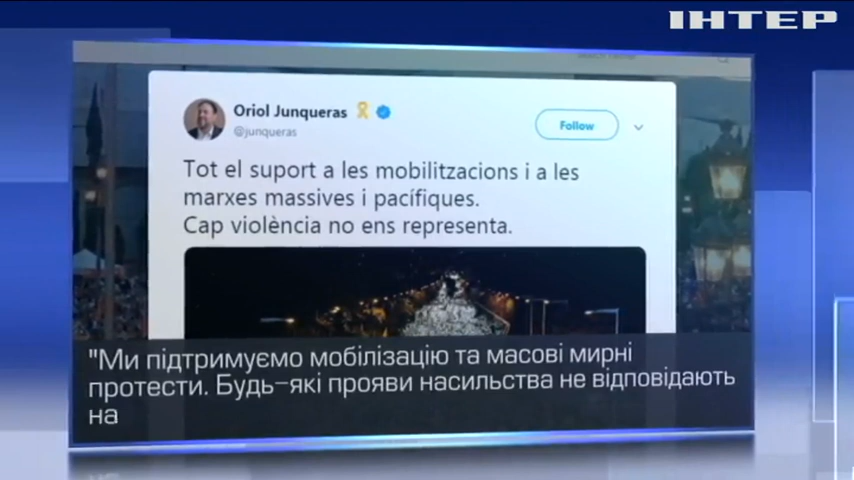 ІНТЕР
Oriol Junqueras
@junqueras
Follow
Tot el suport a les mobilitzacions i a les
marxes massives i pacífiques.
Cap violència no ens representa.
"Ми підтримуємо мобілізацію та масові мирні
протести. Будь-які прояви насильства не відповідають
на